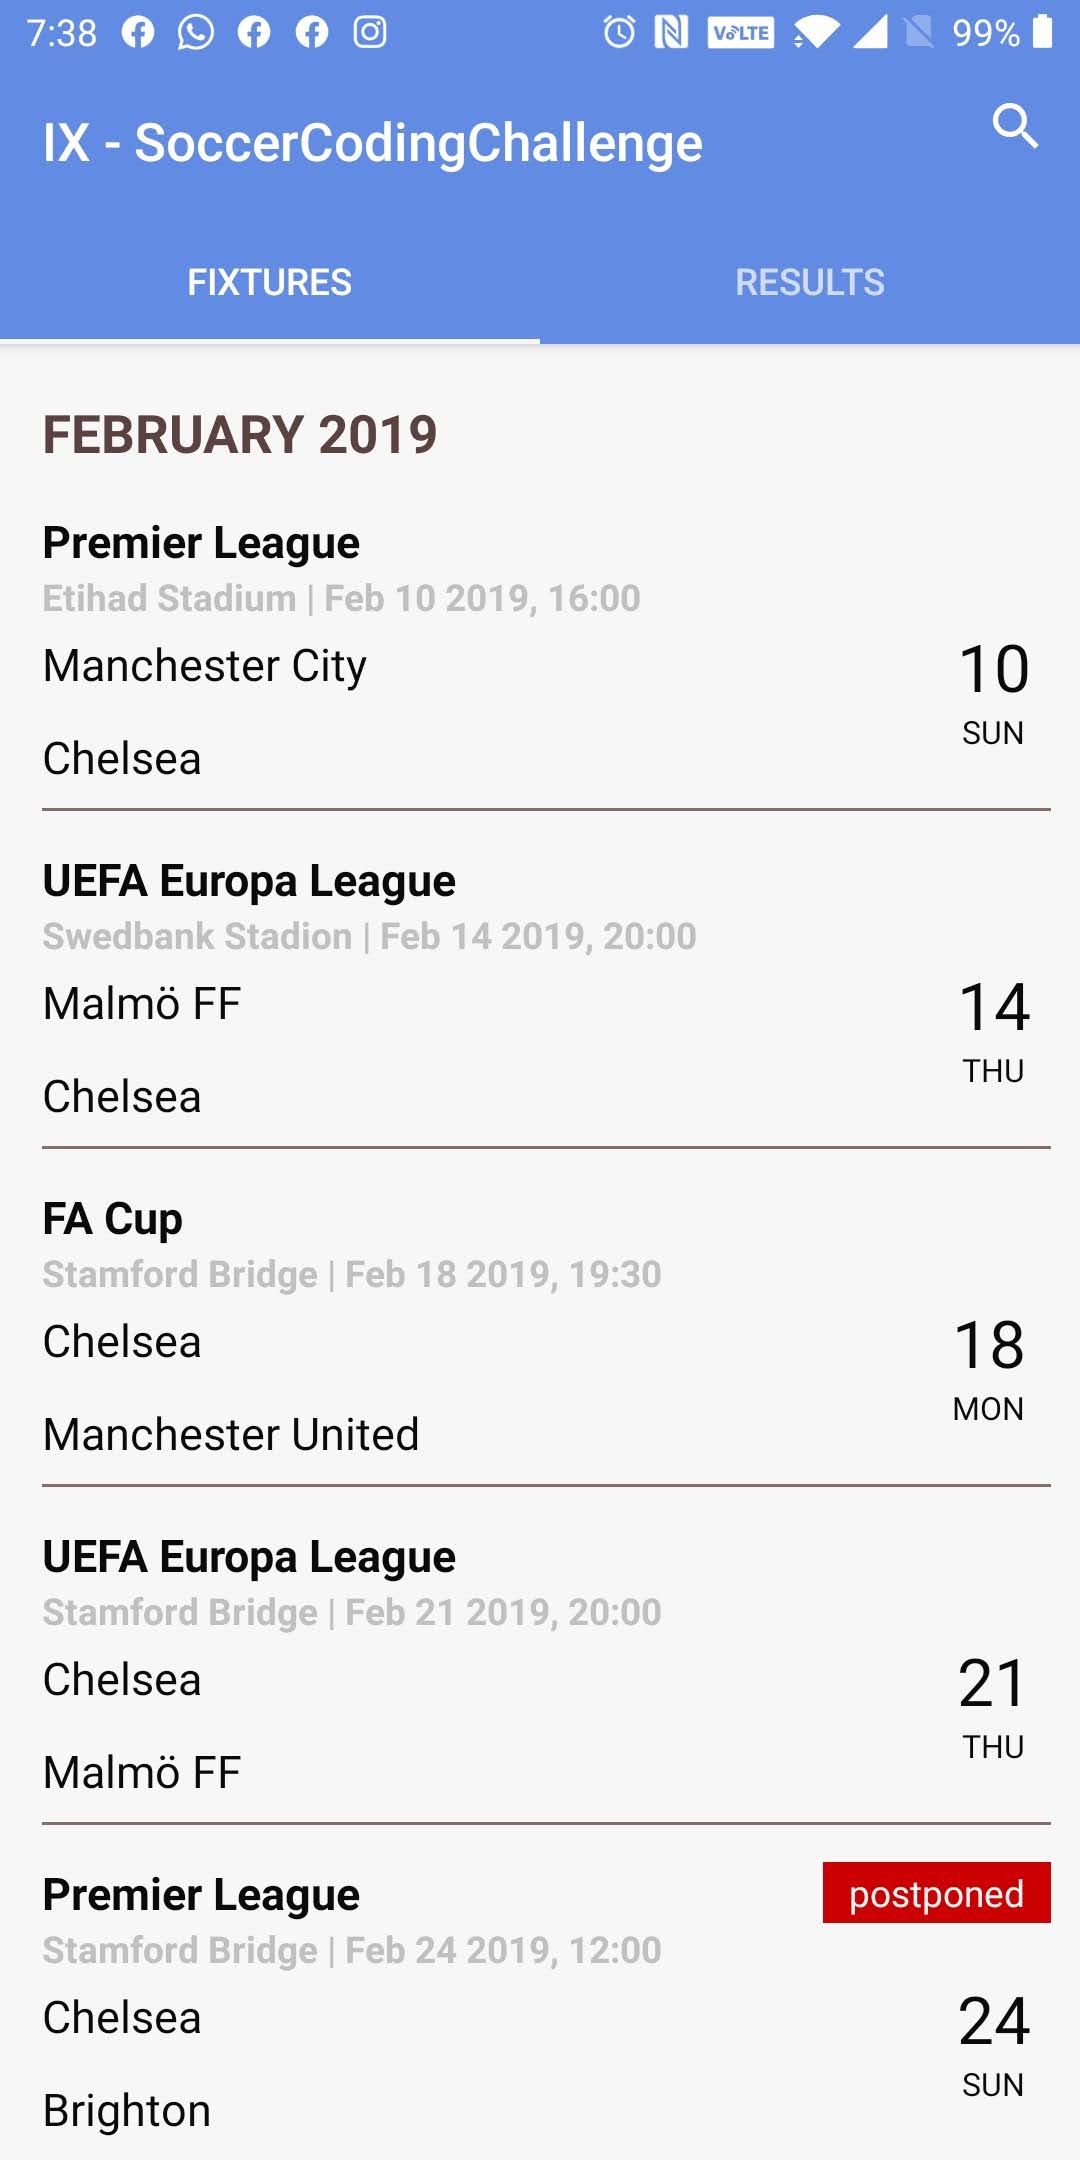 7:38 VoLTE 99%
IX - SoccerCodingChallenge
FIXTURES RESULTS
FEBRUARY 2019
Premier League
Etihad Stadium | Feb 10 2019, 16:00
Manchester City
10
SUN
Chelsea
UEFA Europa League
Swedbank Stadion | Feb 14 2019, 20:00
Malmö FF
14
THU
Chelsea
FA Cup
Stamford Bridge | Feb 18 2019, 19:30
Chelsea
18
MON
Manchester United
UEFA Europa League
Stamford Bridge | Feb 21 2019, 20:00
Chelsea
21
THU
Malmö FF
Premier League postponed
Stamford Bridge | Feb 24 2019, 12:00
Chelsea
24
SUN
Brighton